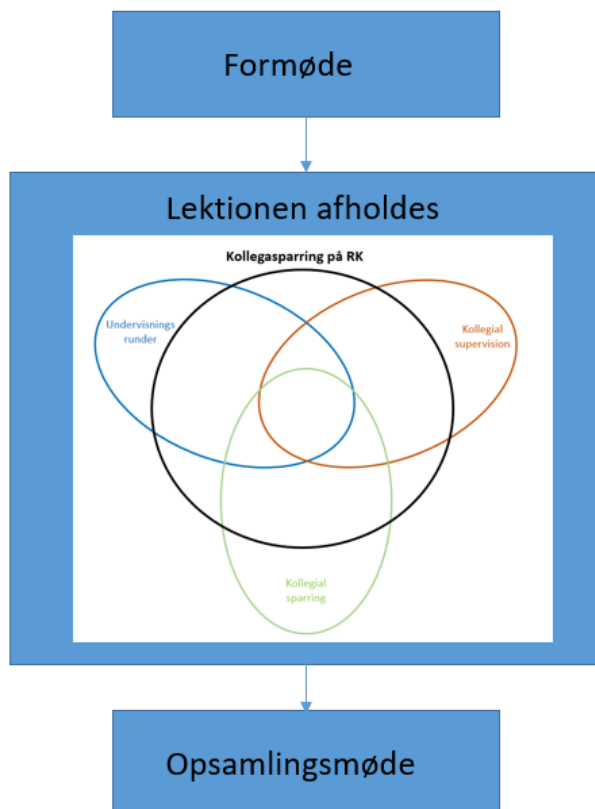 Formøde
Lektionen afholdes
Kollegasparring på RK
Undervisnings
runder
Kollegial
supervision
Kollegial
sparring
Opsamlingsmøde